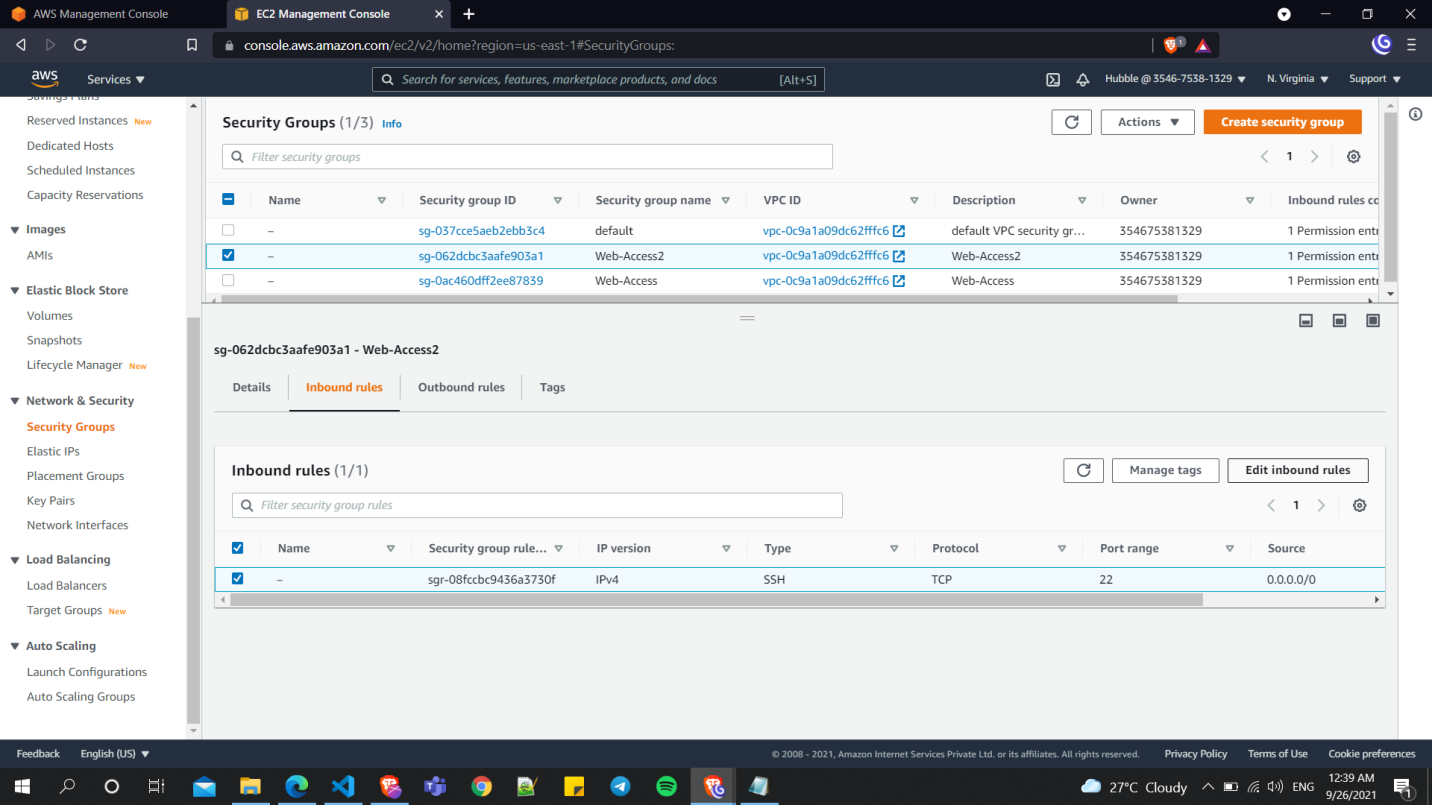 AWS Management Console
EC2 Management Console
console.aws.amazon.com/ec2/v2/home?region=us-east-1#SecurityGroups:
1
aws
Services
Search for services, features, marketplace products, and docs
[Alt+S]
Hubble @ 3546-7538-1329
N. Virginia
Support
Savings Plans
Reserved Instances New
Dedicated Hosts
Scheduled Instances
Capacity Reservations
Images
AMIs
Elastic Block Store
Volumes
Snapshots
Lifecycle Manager New
Network & Security
Security Groups
Elastic IPs
Placement Groups
Key Pairs
Network Interfaces
Load Balancing
Load Balancers
Target Groups New
Auto Scaling
Launch Configurations
Auto Scaling Groups
Security Groups (1/3) Info
Actions
Create security group
Filter security groups
1
Name Security group ID Security group name VPC ID Description Owner Inbound rules co
– sg-037cce5aeb2ebb3c4 default vpc-0c9a1a09dc62fffc6 default VPC security gr... 354675381329 1 Permission entr
– sg-062dcbc3aafe903a1 Web-Access2 vpc-0c9a1a09dc62fffc6 Web-Access2 354675381329 1 Permission entr
– sg-0ac460dff2ee87839 Web-Access vpc-0c9a1a09dc62fffc6 Web-Access 354675381329 1 Permission entr
sg-062dcbc3aafe903a1 - Web-Access2
Details Inbound rules Outbound rules Tags
Inbound rules (1/1)
Manage tags
Edit inbound rules
Filter security group rules
1
Name Security group rule... IP version Type Protocol Port range Source
– sgr-08fccbc9436a3730f IPv4 SSH TCP 22 0.0.0.0/0
Feedback English (US)
© 2008 - 2021, Amazon Internet Services Private Ltd. or its affiliates. All rights reserved. Privacy Policy Terms of Use Cookie preferences
27°C Cloudy
ENG
12:39 AM
9/26/2021
1